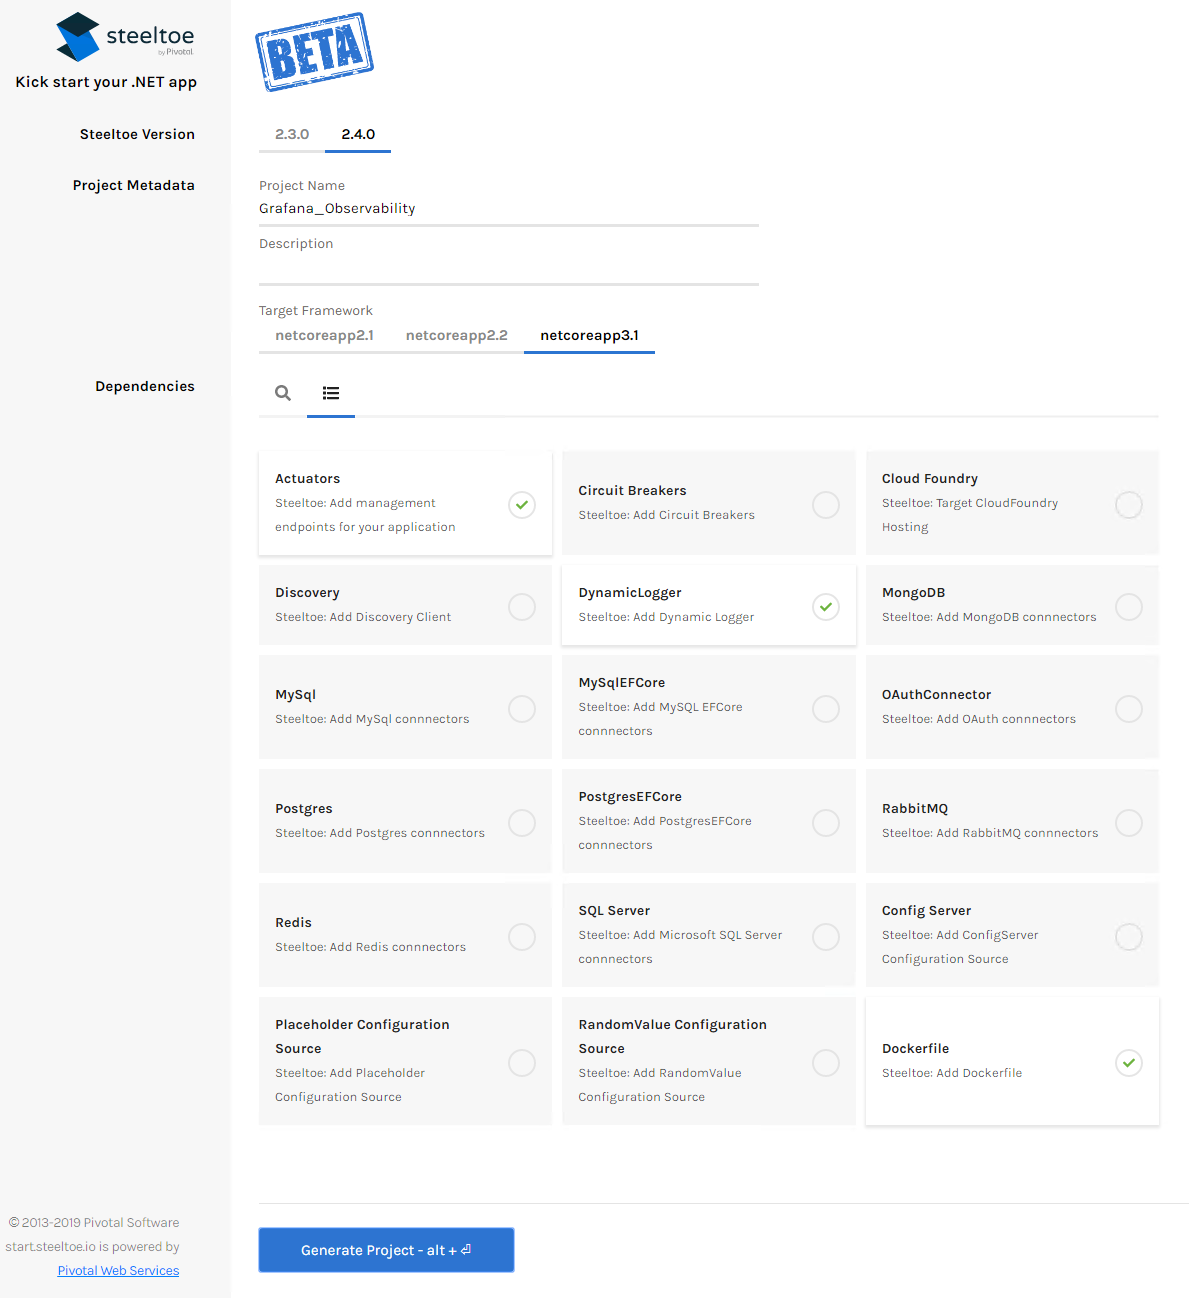 steeltoe
by Pivotal
Kick start your .NET app
BETA
Steeltoe Version
2.3.0 2.4.0
Project Metadata
Project Name
Grafana_Observability
Description
Target Framework
netcoreapp2.1 netcoreapp2.2 netcoreapp3.1
Dependencies
Actuators
Steeltoe: Add management
endpoints for your application
Circuit Breakers
Steeltoe: Add Circuit Breakers
Cloud Foundry
Steeltoe: Target CloudFoundry
Hosting
Discovery
Steeltoe: Add Discovery Client
DynamicLogger
Steeltoe: Add Dynamic Logger
MongoDB
Steeltoe: Add MongoDB connnectors
MySql
Steeltoe: Add MySql connnectors
MySqlEFCore
Steeltoe: Add MySQL EFCore
connnectors
OAuthConnector
Steeltoe: Add OAuth connnectors
Postgres
Steeltoe: Add Postgres connnectors
PostgresEFCore
Steeltoe: Add PostgresEFCore
connnectors
RabbitMQ
Steeltoe: Add RabbitMQ connnectors
Redis
Steeltoe: Add Redis connnectors
SQL Server
Steeltoe: Add Microsoft SQL Server
connnectors
Config Server
Steeltoe: Add ConfigServer
Configuration Source
Placeholder Configuration
Source
Steeltoe: Add Placeholder
Configuration Source
RandomValue Configuration
Source
Steeltoe: Add RandomValue
Configuration Source
Dockerfile
Steeltoe: Add Dockerfile
© 2013-2019 Pivotal Software
start.steeltoe.io is powered by
Pivotal Web Services
Generate Project - alt + ⏎